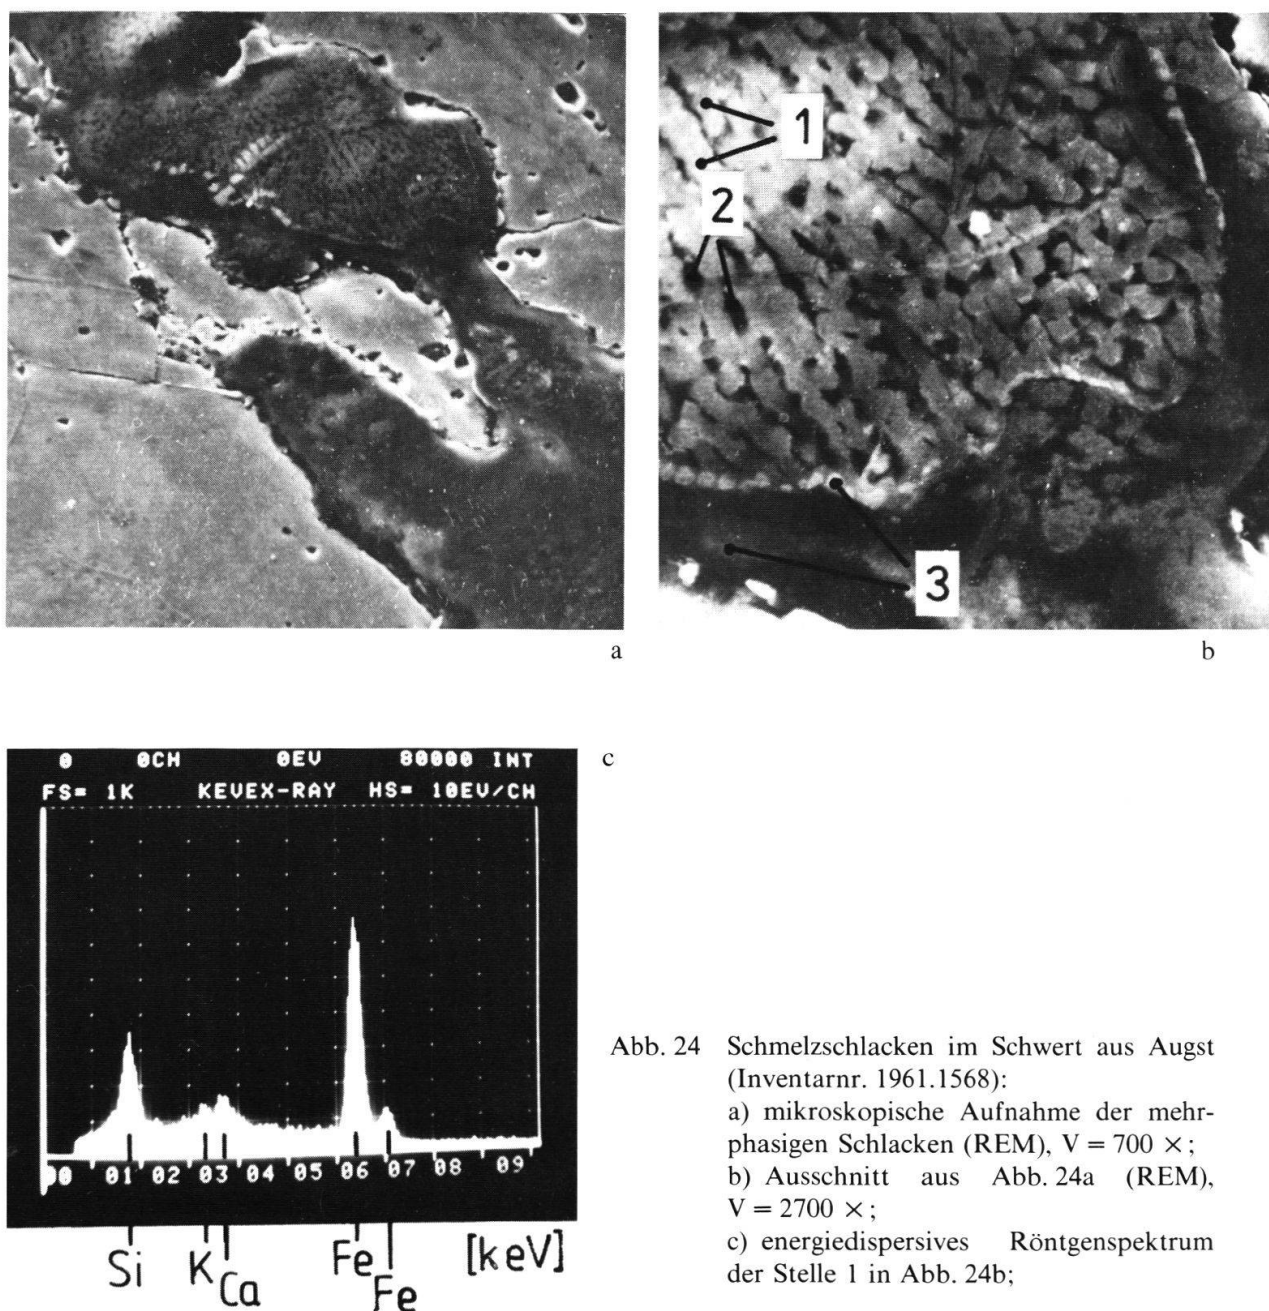 1
2
3
a
b
c
0 0CH 0EV 80000 INT
FS= 1K KEVEX-RAY HS= 10EV/CH
00 01 02 03 04 05 06 07 08 09
Si K Ca Fe Fe [keV]
Abb. 24 Schmelzschlacken im Schwert aus Augst
(Inventarnr. 1961.1568):
a) mikroskopische Aufnahme der mehr-
phasigen Schlacken (REM), V = 700 ×;
b) Ausschnitt aus Abb. 24a (REM),
V = 2700 ×;
c) energiedispersives Röntgenspektrum
der Stelle 1 in Abb. 24b;